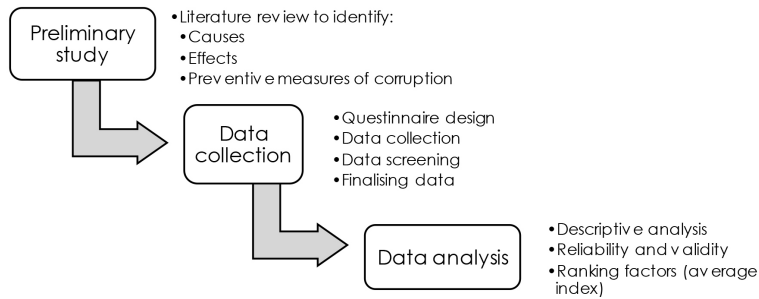 Preliminary
study
•Literature review to identify:
•Causes
•Effects
•Preventive measures of corruption
Data
collection
•Questinnaire design
•Data collection
•Data screening
•Finalising data
Data analysis
•Descriptive analysis
•Reliability and validity
•Ranking factors (average
index)